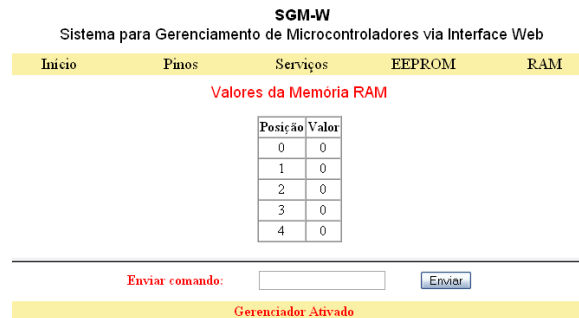 SGM-W
Sistema para Gerenciamento de Microcontroladores via Interface Web
Início Pinos Serviços EEPROM RAM
Valores da Memória RAM
Posição Valor
0 0
1 0
2 0
3 0
4 0
Enviar comando: Enviar
Gerenciador Ativado